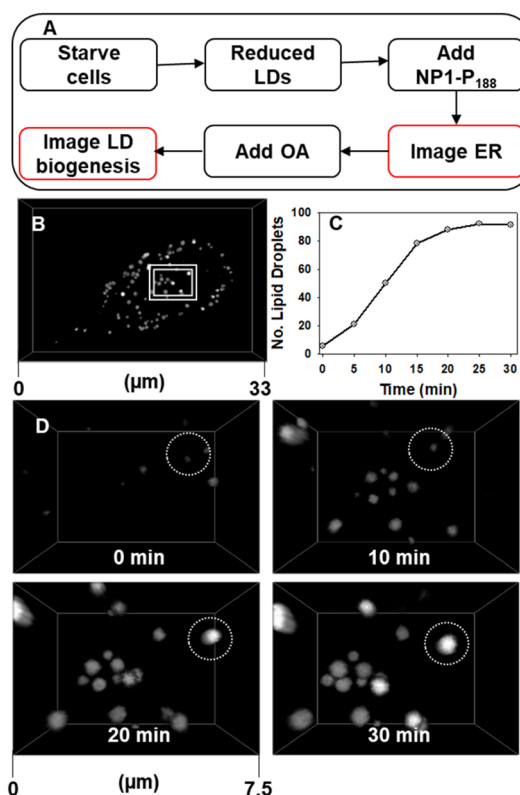 A
Starve
cells
Reduced
LDs
Add
NP1-P188
Image LD
biogenesis
Add OA
Image ER
B
0
(µm)
33
C
No. Lipid Droplets
100
80
60
40
20
0
0 5 10 15 20 25 30
Time (min)
D
0 min
10 min
20 min
30 min
0
(µm)
7.5